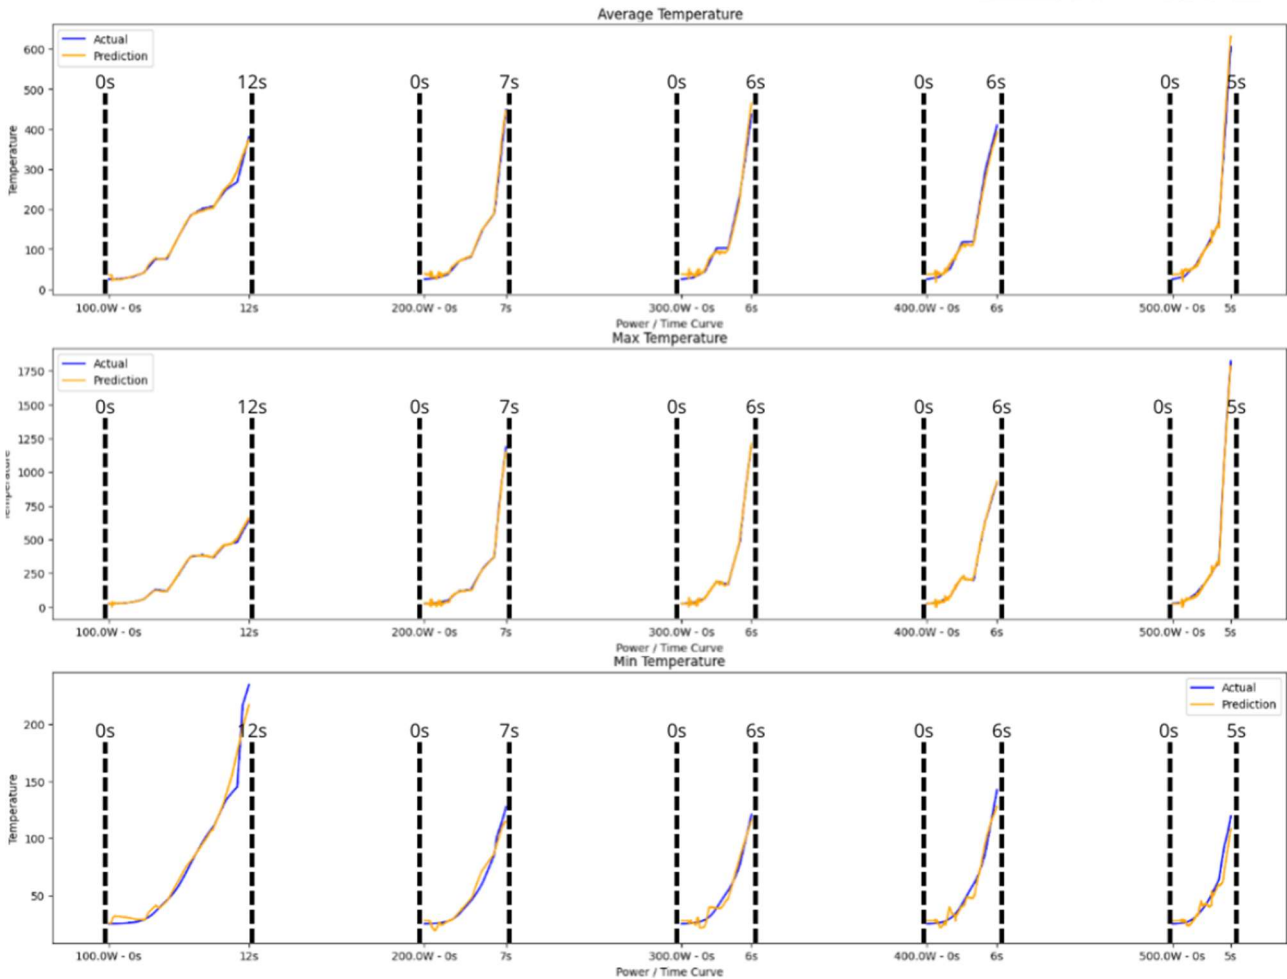 Average Temperature
Actual
Prediction
0s 12s 0s 7s 0s 6s 0s 6s 0s 5s
600
500
400
300
200
100
0
Temperature
100.0W - 0s 12s 200.0W - 0s 7s 300.0W - 0s 6s 400.0W - 0s 6s 500.0W - 0s 5s
Power / Time Curve
Max Temperature
Actual
Prediction
0s 12s 0s 7s 0s 6s 0s 6s 0s 5s
1750
1500
1250
1000
750
500
250
0
Temperature
100.0W - 0s 12s 200.0W - 0s 7s 300.0W - 0s 6s 400.0W - 0s 6s 500.0W - 0s 5s
Power / Time Curve
Min Temperature
Actual
Prediction
0s 12s 0s 7s 0s 6s 0s 6s 0s 5s
200
150
100
50
Temperature
100.0W - 0s 12s 200.0W - 0s 7s 300.0W - 0s 6s 400.0W - 0s 6s 500.0W - 0s 5s
Power / Time Curve